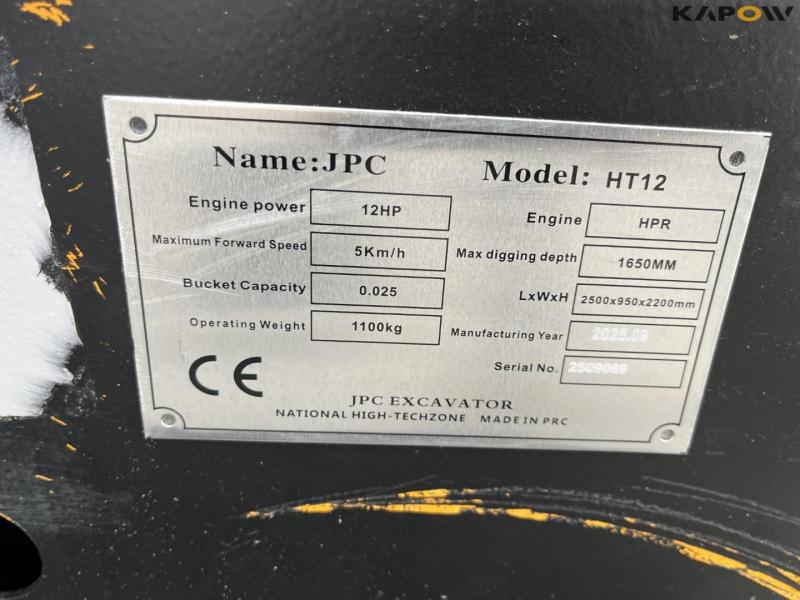 KAPOW
Name:JPC
Model: HT12
Engine power 12HP
Engine HPR
Maximum Forward Speed 5Km/h
Max digging depth 1650MM
Bucket Capacity 0.025
LxWxH 2500x950x2200mm
Operating Weight 1100kg
Manufacturing Year 2025.09
Serial No. 2509069
CE
JPC EXCAVATOR
NATIONAL HIGH-TECHZONE MADE IN PRC